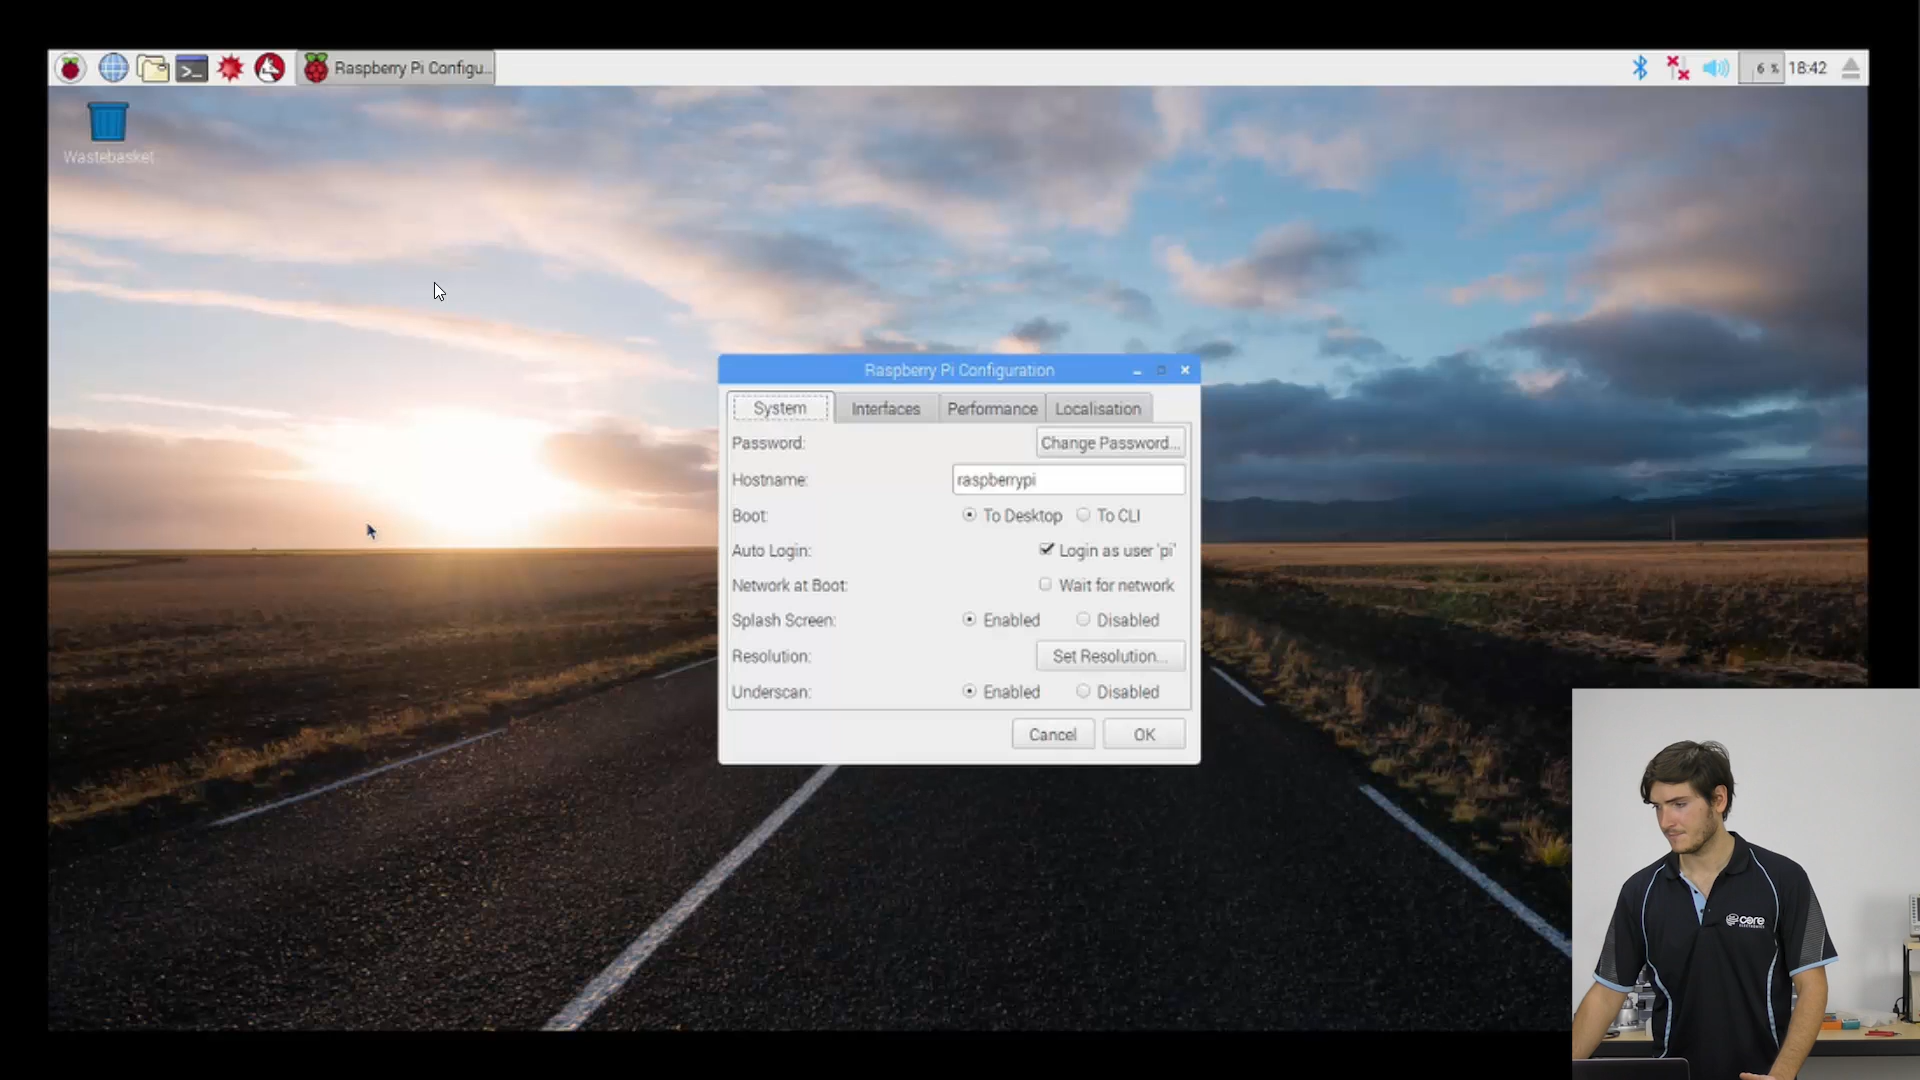 Raspberry Pi Configu...
6 %
18:42
Wastebasket
Raspberry Pi Configuration
System
Interfaces
Performance
Localisation
Password:
Change Password...
Hostname:
raspberrypi
Boot:
To Desktop
To CLI
Auto Login:
Login as user 'pi'
Network at Boot:
Wait for network
Splash Screen:
Enabled
Disabled
Resolution:
Set Resolution...
Underscan:
Enabled
Disabled
Cancel
OK
core
ELECTRONICS